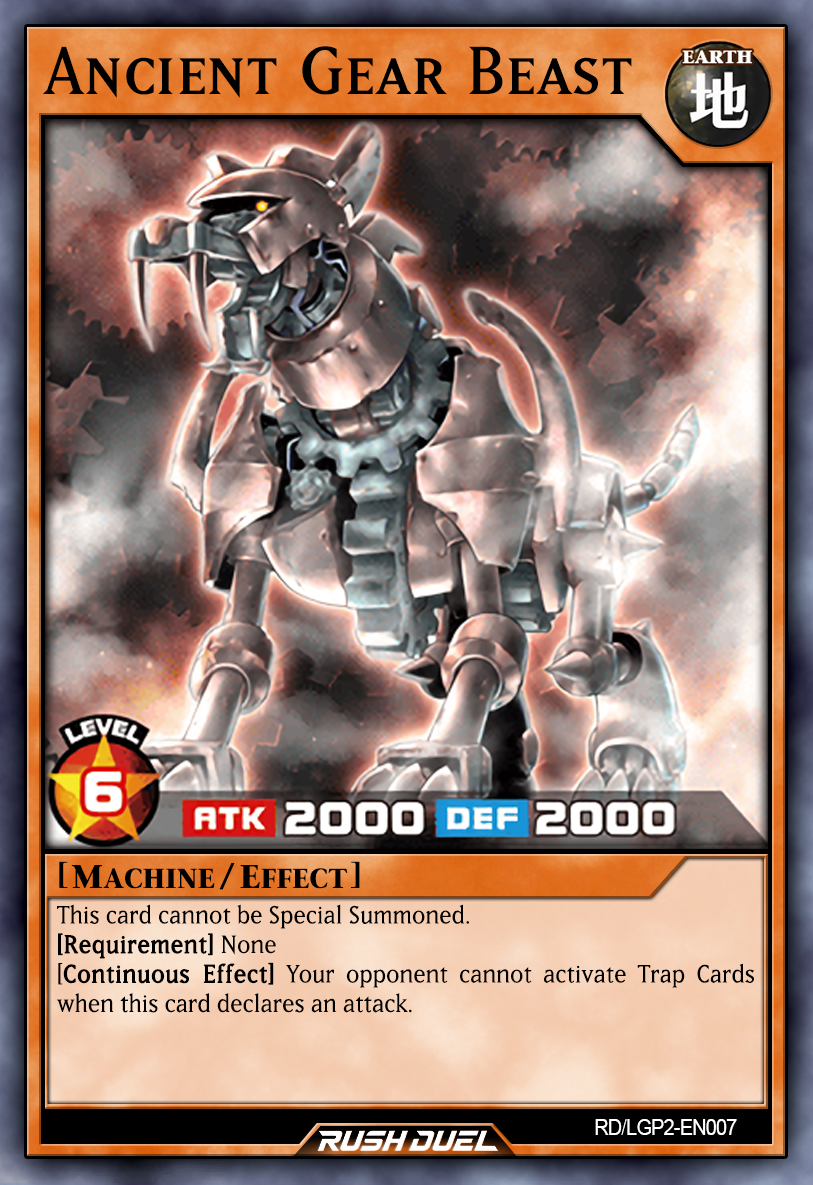 Ancient Gear Beast
EARTH
地
LEVEL
6
ATK 2000 DEF 2000
[Machine/Effect]
This card cannot be Special Summoned.
[Requirement] None
[Continuous Effect] Your opponent cannot activate Trap Cards
when this card declares an attack.
RD/LGP2-EN007
RUSH DUEL